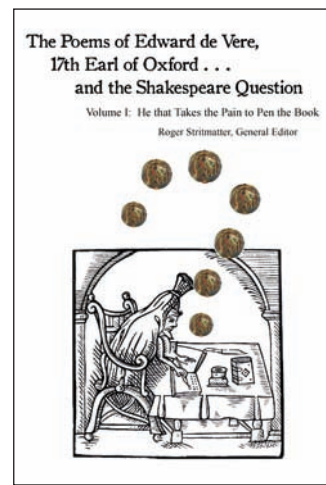 The Poems of Edward de Vere,
17th Earl of Oxford . . .
and the Shakespeare Question
Volume I: He that Takes the Pain to Pen the Book
Roger Stritmatter, General Editor